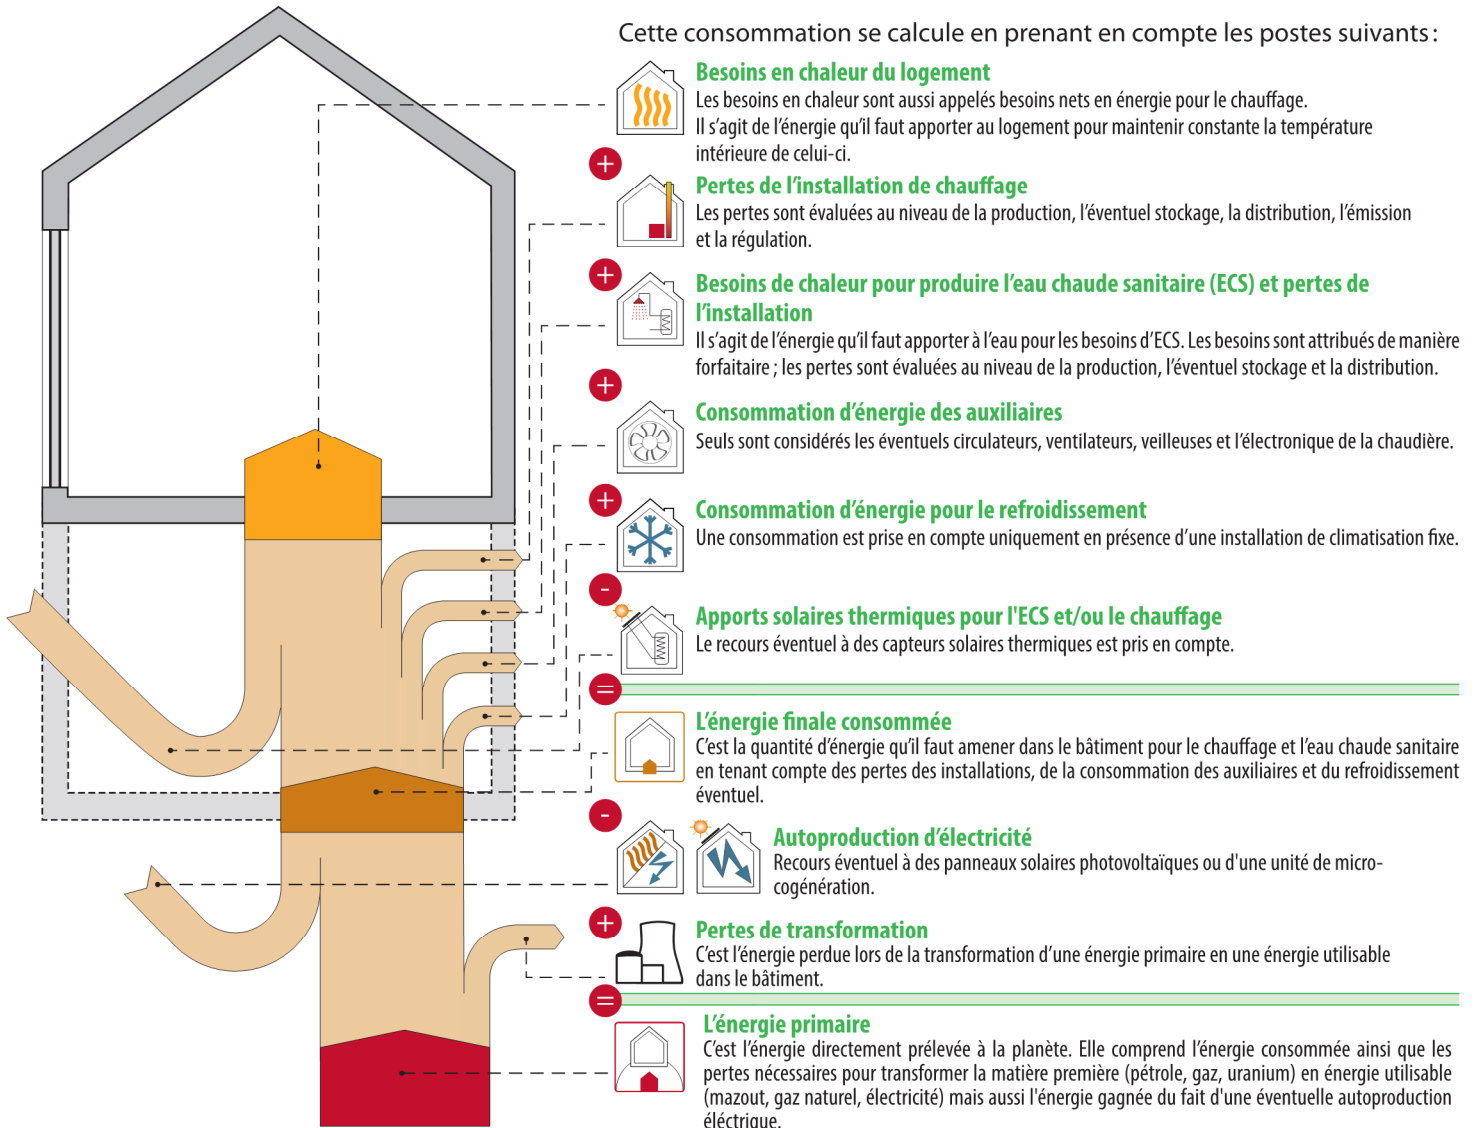 Cette consommation se calcule en prenant en compte les postes suivants :
Besoins en chaleur du logement
Les besoins en chaleur sont aussi appelés besoins nets en énergie pour le chauffage.
Il s'agit de l'énergie qu'il faut apporter au logement pour maintenir constante la température
intérieure de celui-ci.
+
Pertes de l'installation de chauffage
Les pertes sont évaluées au niveau de la production, l'éventuel stockage, la distribution, l'émission
et la régulation.
+
Besoins de chaleur pour produire l'eau chaude sanitaire (ECS) et pertes de
l'installation
Il s'agit de l'énergie qu'il faut apporter à l'eau pour les besoins d'ECS. Les besoins sont attribués de manière
forfaitaire ; les pertes sont évaluées au niveau de la production, l'éventuel stockage et la distribution.
+
Consommation d'énergie des auxiliaires
Seuls sont considérés les éventuels circulateurs, ventilateurs, veilleuses et l'électronique de la chaudière.
+
Consommation d'énergie pour le refroidissement
Une consommation est prise en compte uniquement en présence d'une installation de climatisation fixe.
-
Apports solaires thermiques pour l'ECS et/ou le chauffage
Le recours éventuel à des capteurs solaires thermiques est pris en compte.
=
L'énergie finale consommée
C'est la quantité d'énergie qu'il faut amener dans le bâtiment pour le chauffage et l'eau chaude sanitaire
en tenant compte des pertes des installations, de la consommation des auxiliaires et du refroidissement
éventuel.
-
Autoproduction d'électricité
Recours éventuel à des panneaux solaires photovoltaïques ou d'une unité de micro-
cogénération.
+
Pertes de transformation
C'est l'énergie perdue lors de la transformation d'une énergie primaire en une énergie utilisable
dans le bâtiment.
=
L'énergie primaire
C'est l'énergie directement prélevée à la planète. Elle comprend l'énergie consommée ainsi que les
pertes nécessaires pour transformer la matière première (pétrole, gaz, uranium) en énergie utilisable
(mazout, gaz naturel, électricité) mais aussi l'énergie gagnée du fait d'une éventuelle autoproduction
électrique.